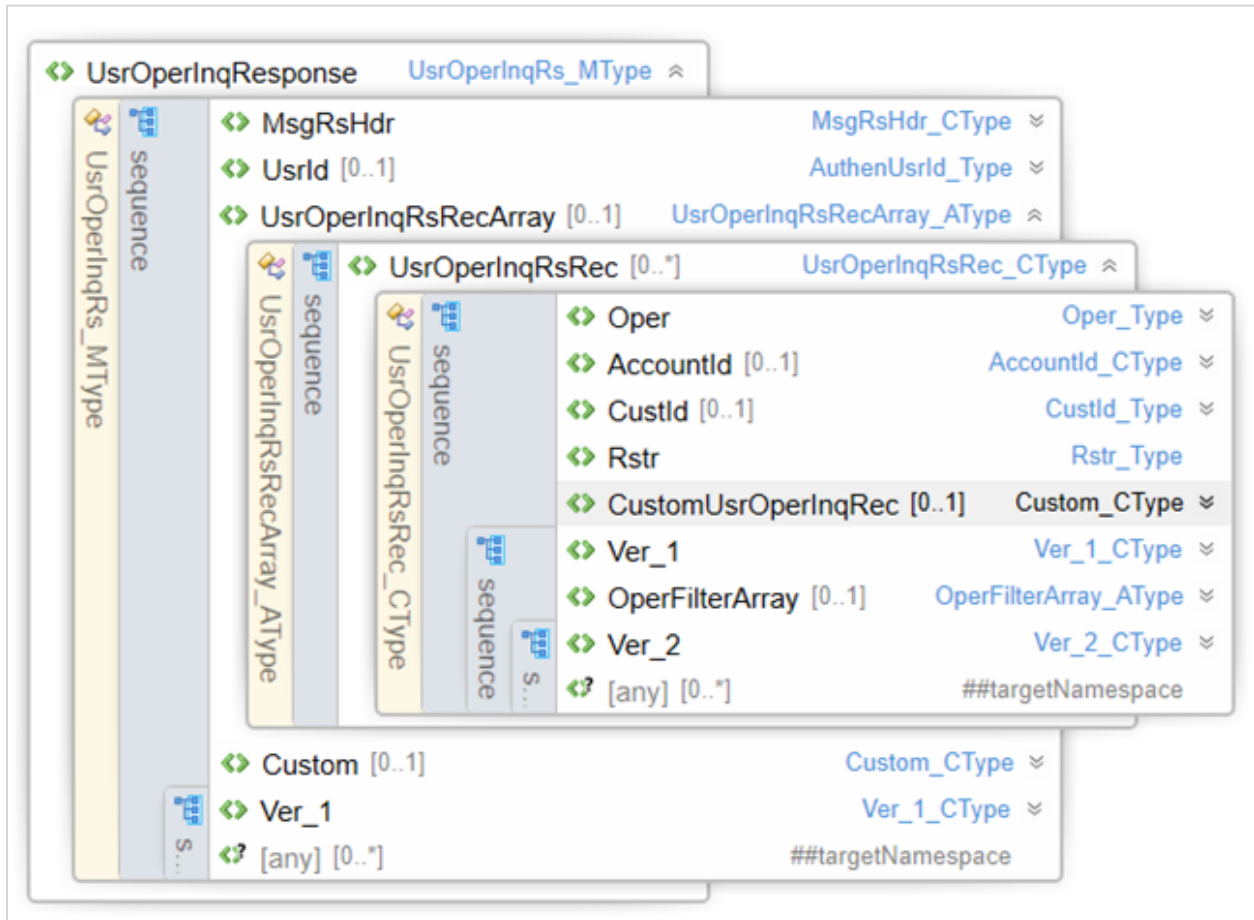 UsrOperInqResponse UsrOperInqRs_MType
MsgRsHdr MsgRsHdr_CType
UsrId [0..1] AuthenUsrId_Type
UsrOperInqRsRecArray [0..1] UsrOperInqRsRecArray_AType
UsrOperInqRsRec [0..*] UsrOperInqRsRec_CType
Oper Oper_Type
AccountId [0..1] AccountId_CType
CustId [0..1] CustId_Type
Rstr Rstr_Type
CustomUsrOperInqRec [0..1] Custom_CType
Ver_1 Ver_1_CType
OperFilterArray [0..1] OperFilterArray_AType
Ver_2 Ver_2_CType
[any] [0..*] ##targetNamespace
Custom [0..1] Custom_CType
Ver_1 Ver_1_CType
[any] [0..*] ##targetNamespace
UsrOperInqRs_MType
sequence
UsrOperInqRsRecArray_AType
sequence
UsrOperInqRsRec_CType
sequence
sequence
s...
s...